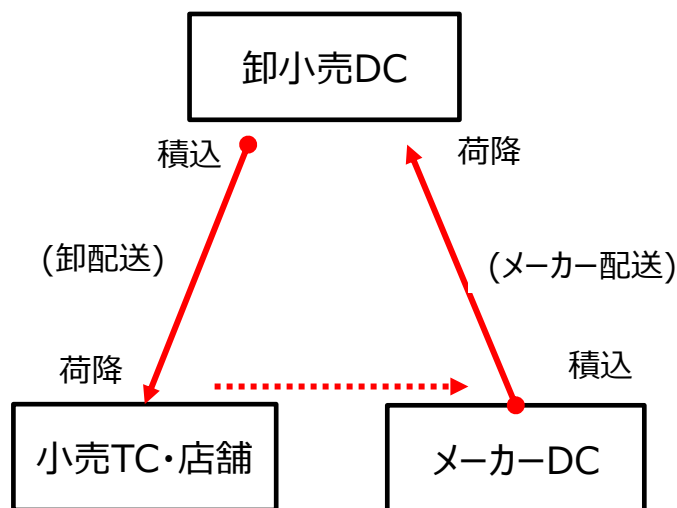 卸小売DC
積込
荷降
(卸配送)
(メーカー配送)
荷降
積込
小売TC・店舗
メーカーDC